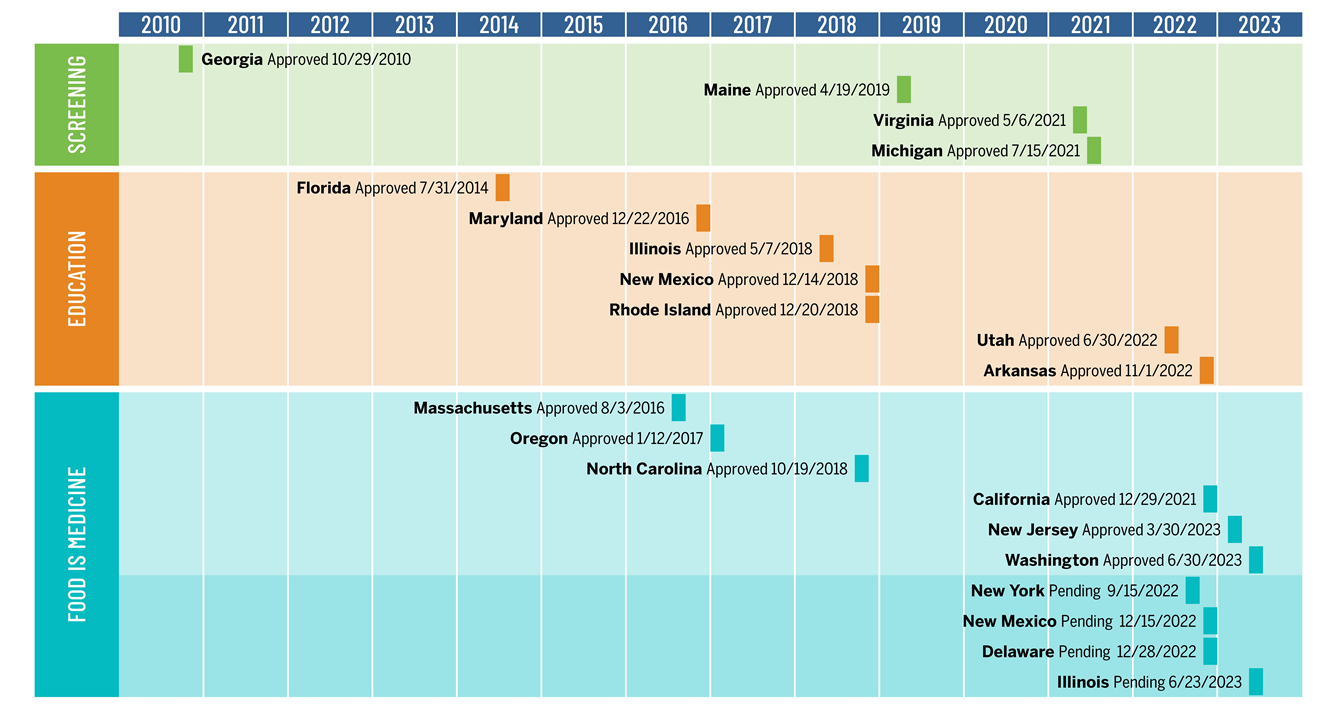 2010 2011 2012 2013 2014 2015 2016 2017 2018 2019 2020 2021 2022 2023
SCREENING
Georgia Approved 10/29/2010
Maine Approved 4/19/2019
Virginia Approved 5/6/2021
Michigan Approved 7/15/2021
EDUCATION
Florida Approved 7/31/2014
Maryland Approved 12/22/2016
Illinois Approved 5/7/2018
New Mexico Approved 12/14/2018
Rhode Island Approved 12/20/2018
Utah Approved 6/30/2022
Arkansas Approved 11/1/2022
FOOD IS MEDICINE
Massachusetts Approved 8/3/2016
Oregon Approved 1/12/2017
North Carolina Approved 10/19/2018
California Approved 12/29/2021
New Jersey Approved 3/30/2023
Washington Approved 6/30/2023
New York Pending 9/15/2022
New Mexico Pending 12/15/2022
Delaware Pending 12/28/2022
Illinois Pending 6/23/2023